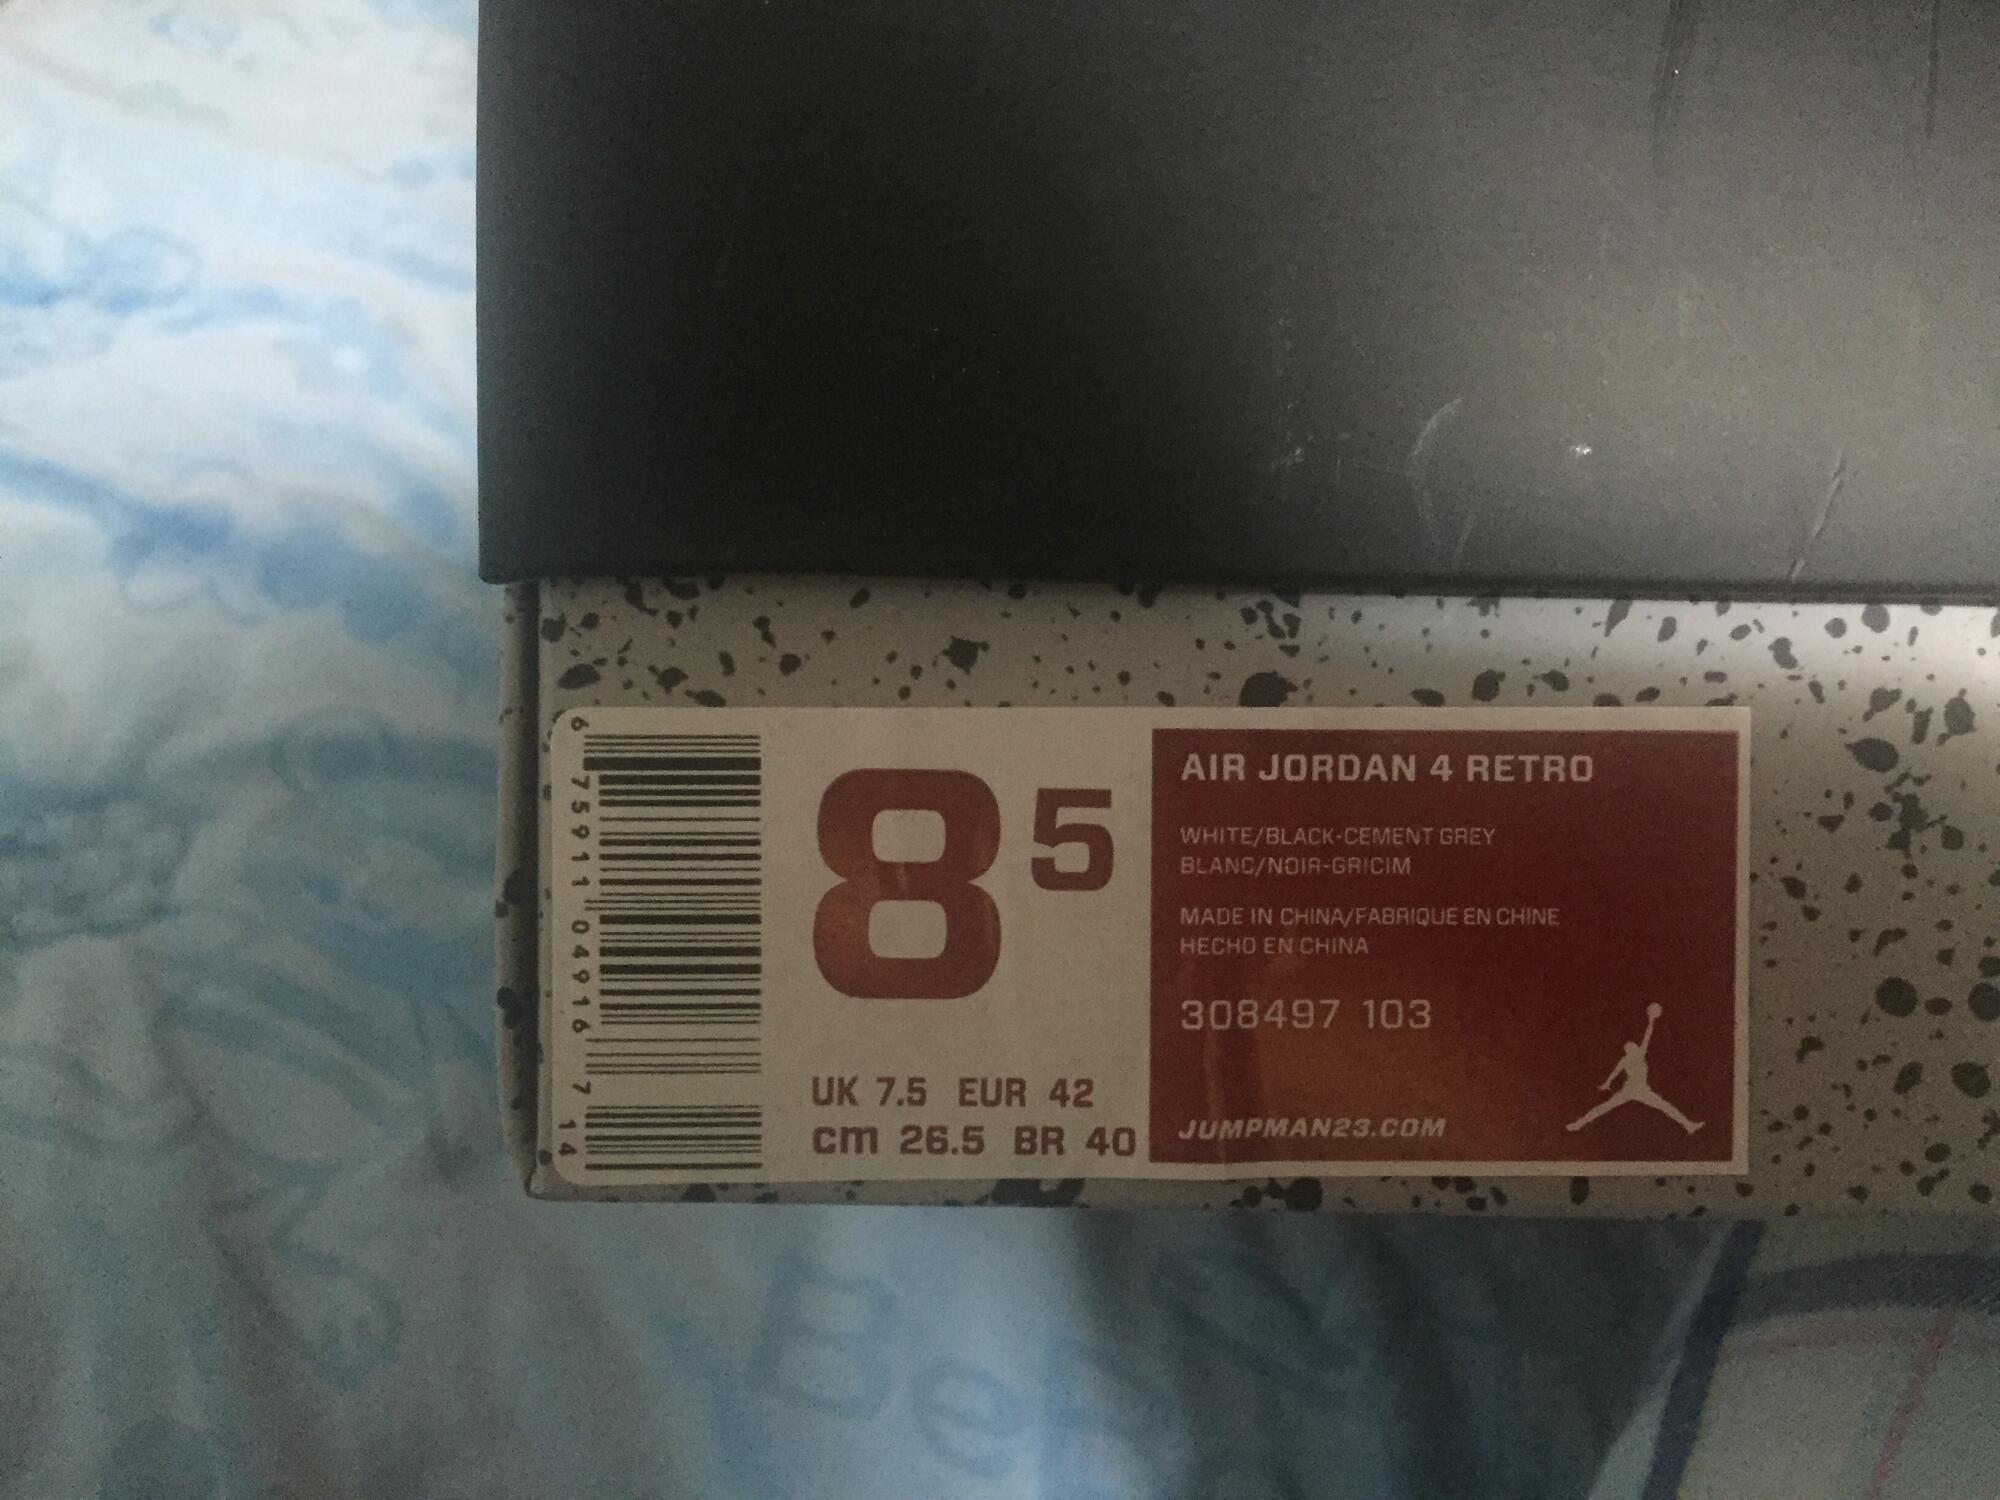 6 75911 04916 7 14
8 5
UK 7.5 EUR 42
cm 26.5 BR 40
AIR JORDAN 4 RETRO
WHITE/BLACK-CEMENT GREY
BLANC/NOIR-GRICIM
MADE IN CHINA/FABRIQUE EN CHINE
HECHO EN CHINA
308497 103
JUMPMAN23.COM